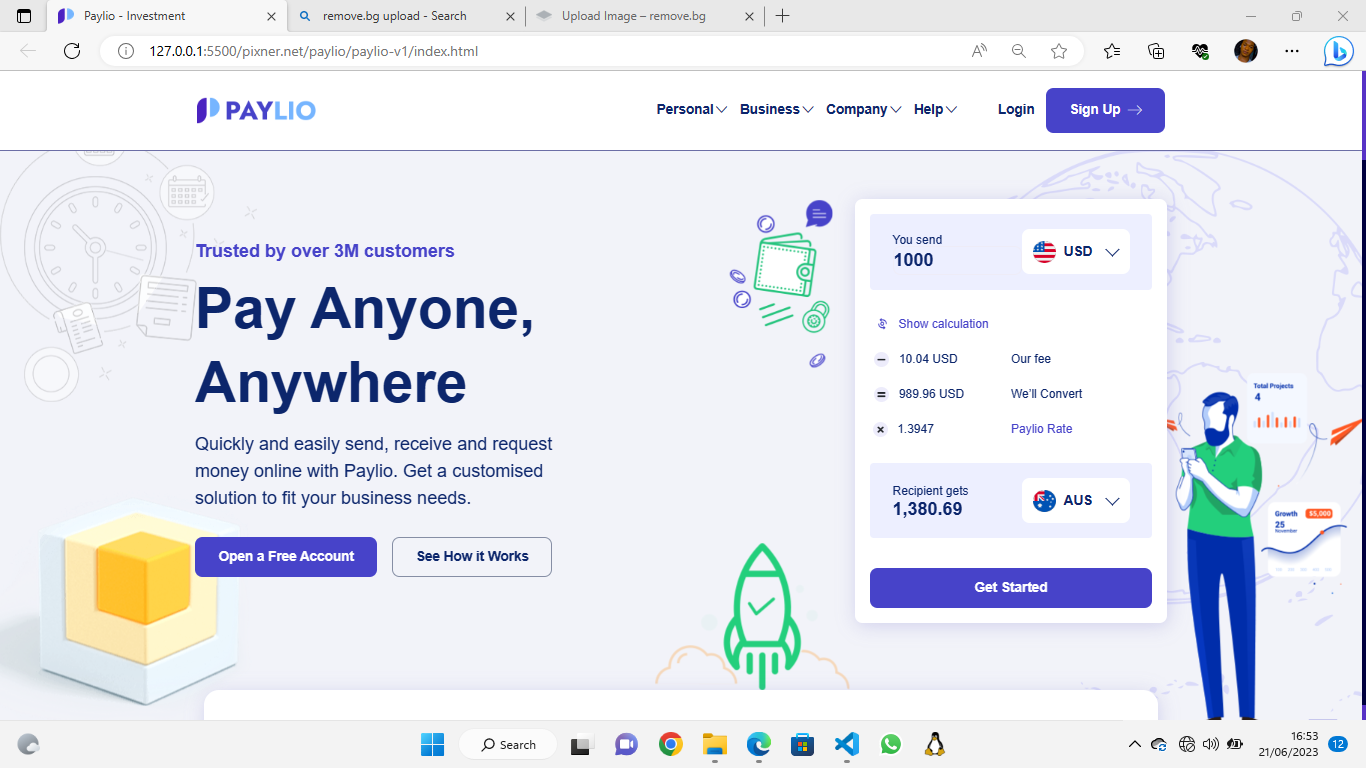 Paylio - Investment
remove.bg upload - Search
Upload Image – remove.bg
127.0.0.1:5500/pixner.net/paylio/paylio-v1/index.html
PAYLIO
Personal
Business
Company
Help
Login
Sign Up
Trusted by over 3M customers
Pay Anyone,
Anywhere
Quickly and easily send, receive and request
money online with Paylio. Get a customised
solution to fit your business needs.
Open a Free Account
See How it Works
You send
1000
USD
Show calculation
10.04 USD
Our fee
989.96 USD
We'll Convert
1.3947
Paylio Rate
Recipient gets
1,380.69
AUS
Get Started
Total Projects
4
Growth
$5,000
25
November
Search
16:53
21/06/2023
12